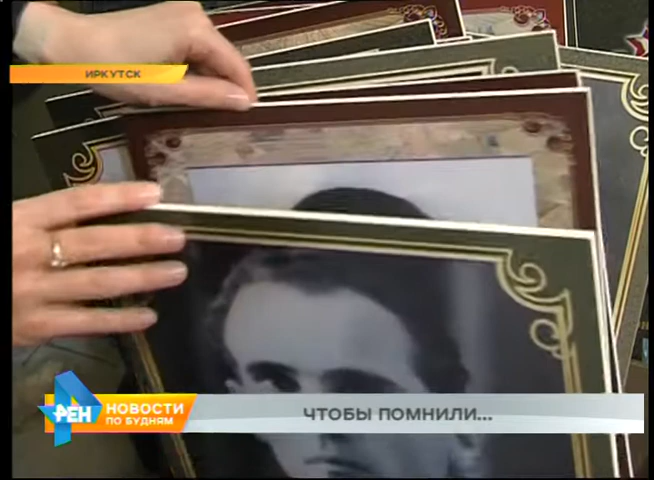 ИРКУТСК
РЕН
НОВОСТИ
ПО БУДНЯМ
ЧТОБЫ ПОМНИЛИ...